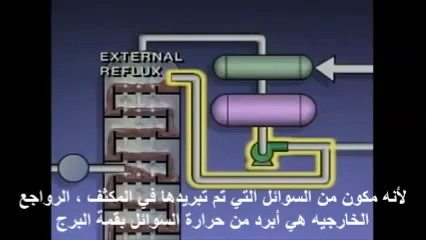 EXTERNAL
REFLUX
لأنه مكون من السوائل التي تم تبريدها في المكثف ، الرواجع
الخارجيه هي أبرد من حرارة السوائل بقمة البرج